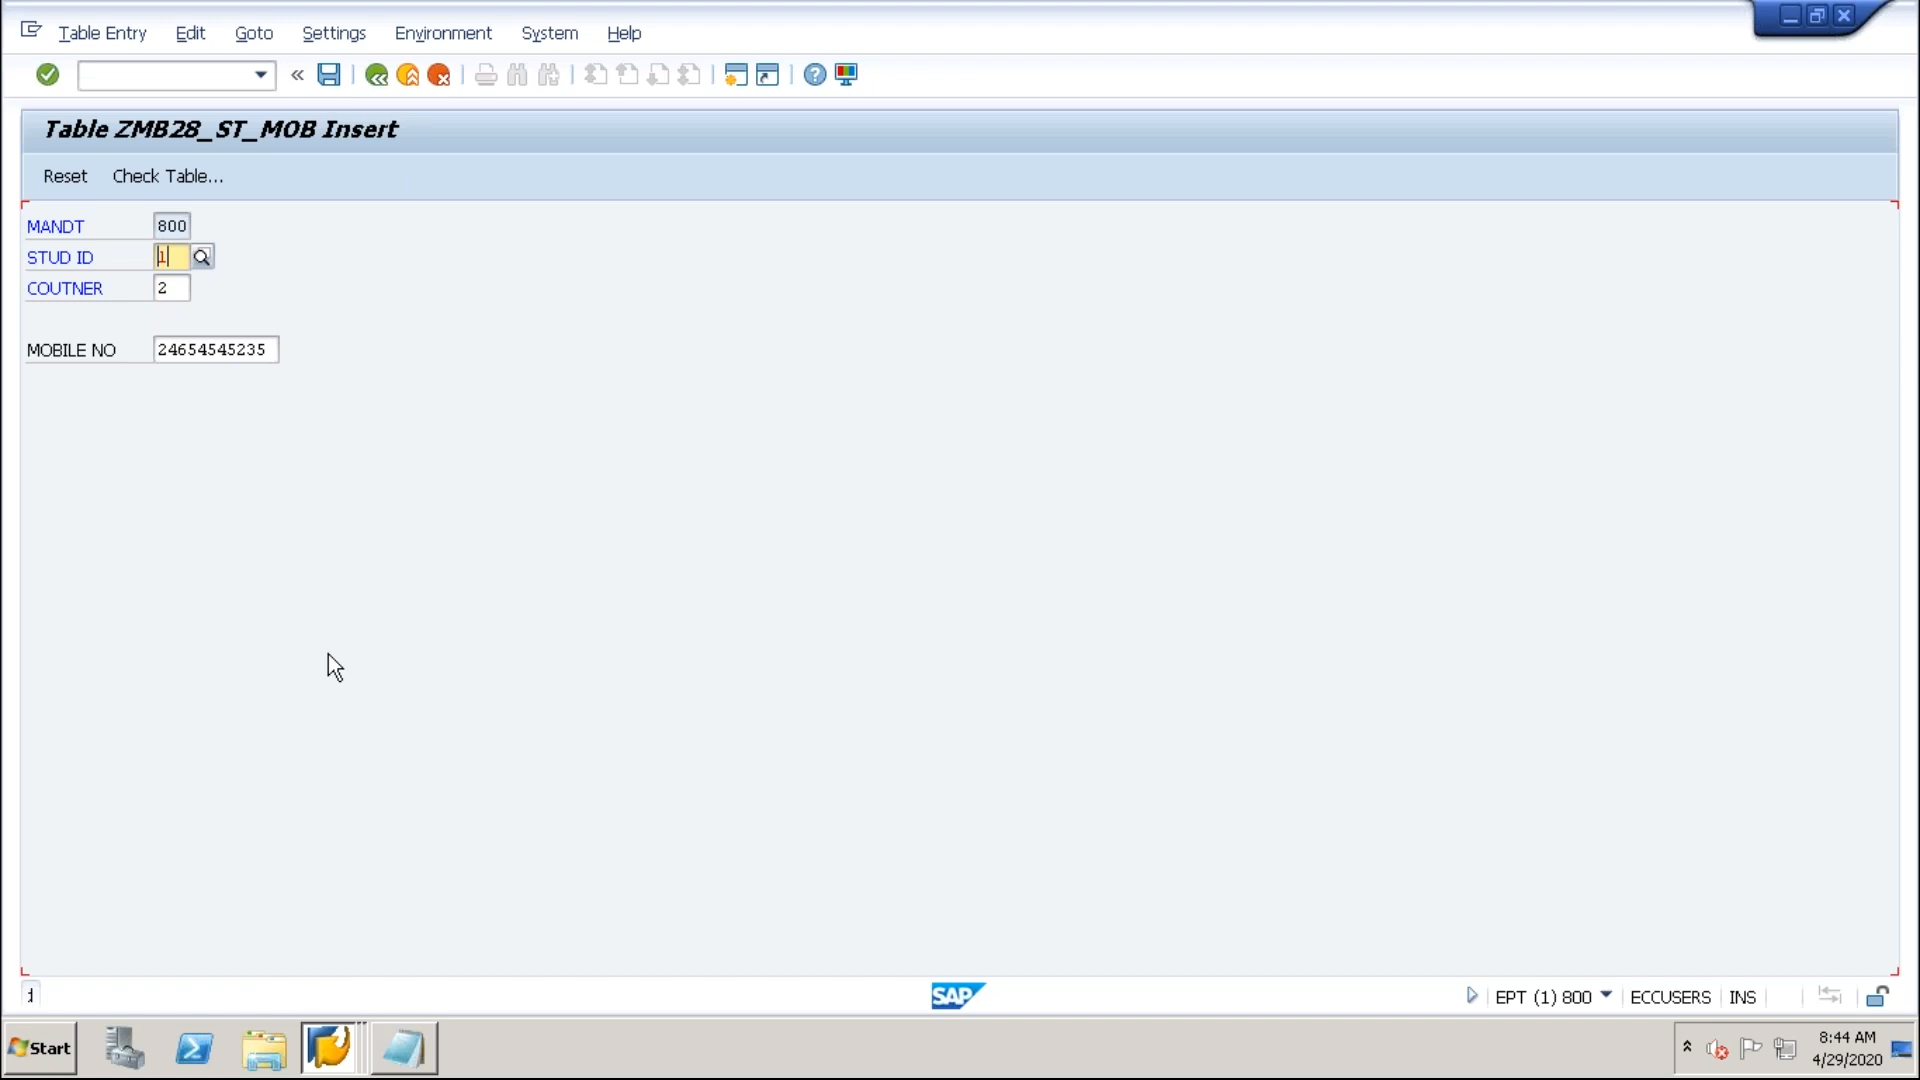 Table Entry Edit Goto Settings Environment System Help
Table ZMB28_ST_MOB Insert
Reset Check Table...
MANDT 800
STUD ID 1
COUTNER 2
MOBILE NO 24654545235
SAP
EPT (1) 800 ECCUSERS INS
Start
8:44 AM
4/29/2020